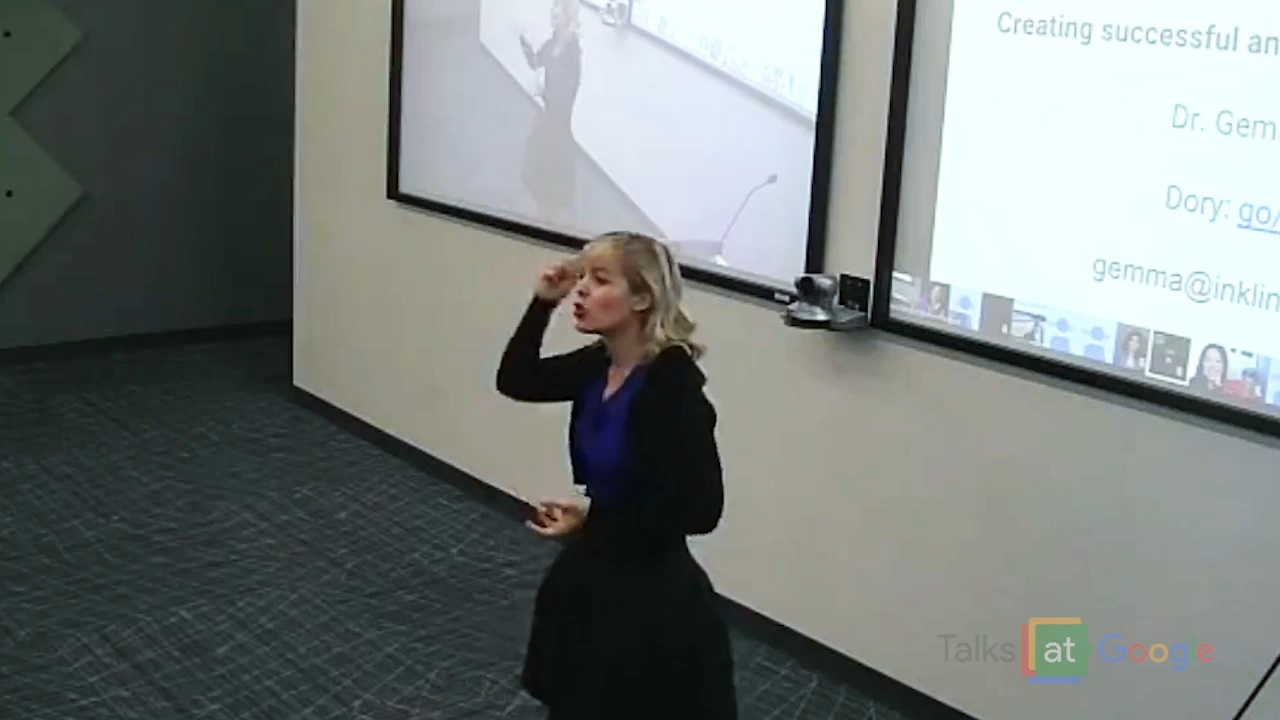 Creating successful an
Dr. Gem
Dory: go/
gemma@inklin
Talks at Google